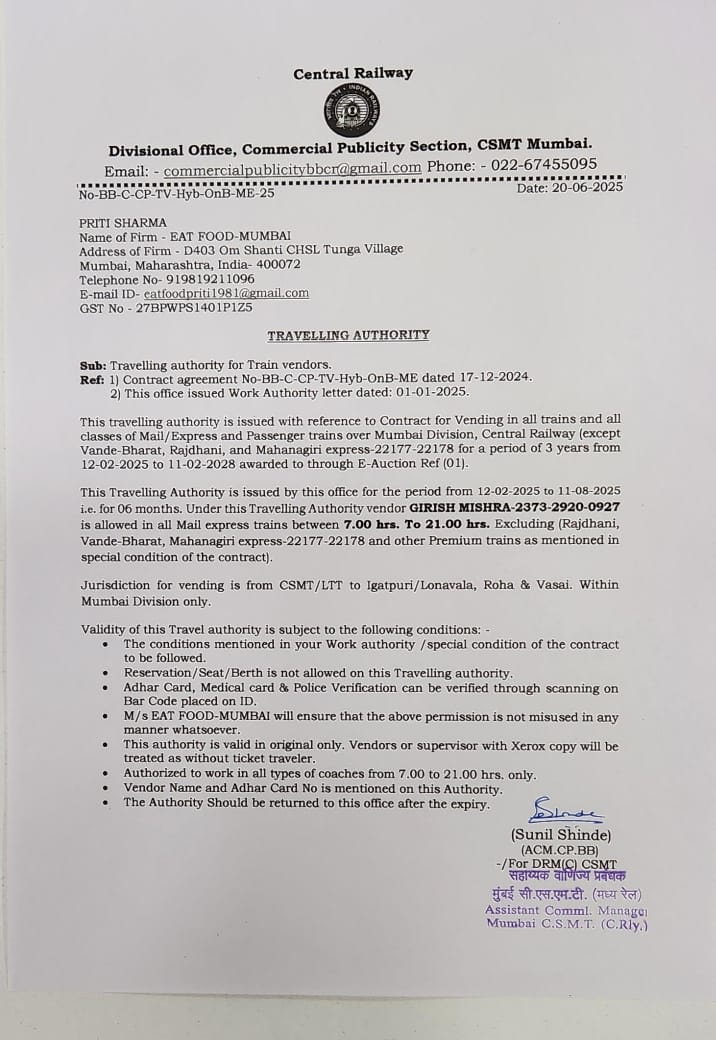 Central Railway
Divisional Office, Commercial Publicity Section, CSMT Mumbai.
Email: - commercialpublicitybbcr@gmail.com Phone: - 022-67455095
No-BB-C-CP-TV-Hyb-OnB-ME-25 Date: 20-06-2025
PRITI SHARMA
Name of Firm - EAT FOOD-MUMBAI
Address of Firm - D403 Om Shanti CHSL Tunga Village
Mumbai, Maharashtra, India- 400072
Telephone No- 919819211096
E-mail ID- eatfoodpriti1981@gmail.com
GST No - 27BPWPS1401P1Z5
TRAVELLING AUTHORITY
Sub: Travelling authority for Train vendors.
Ref: 1) Contract agreement No-BB-C-CP-TV-Hyb-OnB-ME dated 17-12-2024.
2) This office issued Work Authority letter dated: 01-01-2025.
This travelling authority is issued with reference to Contract for Vending in all trains and all
classes of Mail/Express and Passenger trains over Mumbai Division, Central Railway (except
Vande-Bharat, Rajdhani, and Mahanagiri express-22177-22178 for a period of 3 years from
12-02-2025 to 11-02-2028 awarded to through E-Auction Ref (01).
This Travelling Authority is issued by this office for the period from 12-02-2025 to 11-08-2025
i.e. for 06 months. Under this Travelling Authority vendor GIRISH MISHRA-2373-2920-0927
is allowed in all Mail express trains between 7.00 hrs. To 21.00 hrs. Excluding (Rajdhani,
Vande-Bharat, Mahanagiri express-22177-22178 and other Premium trains as mentioned in
special condition of the contract).
Jurisdiction for vending is from CSMT/LTT to Igatpuri/Lonavala, Roha & Vasai. Within
Mumbai Division only.
Validity of this Travel authority is subject to the following conditions: -
• The conditions mentioned in your Work authority /special condition of the contract
to be followed.
• Reservation/Seat/Berth is not allowed on this Travelling authority.
• Adhar Card, Medical card & Police Verification can be verified through scanning on
Bar Code placed on ID.
• M/s EAT FOOD-MUMBAI will ensure that the above permission is not misused in any
manner whatsoever.
• This authority is valid in original only. Vendors or supervisor with Xerox copy will be
treated as without ticket traveler.
• Authorized to work in all types of coaches from 7.00 to 21.00 hrs. only.
• Vendor Name and Adhar Card No is mentioned on this Authority.
• The Authority Should be returned to this office after the expiry.
Shinde
(Sunil Shinde)
(ACM.CP.BB)
-/For DRM(C) CSMT
सहाय्यक वाणिज्य प्रबंधक
मुंबई सी.एस.एम.टी. (मध्य रेल)
Assistant Comml. Manager
Mumbai C.S.M.T. (C.Rly.)